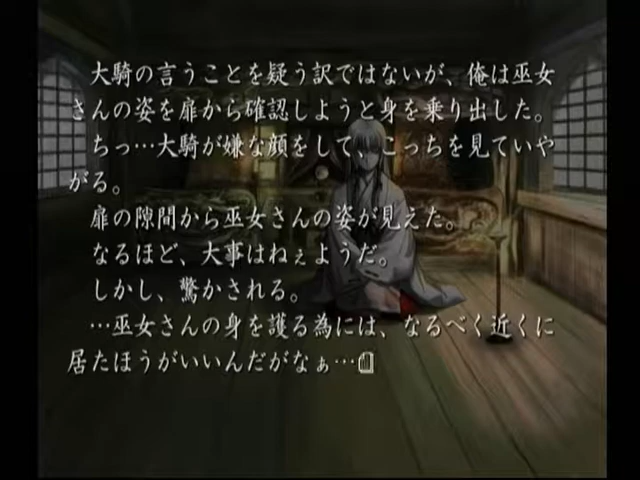 大騎の言うことを疑う訳ではないが、俺は巫女
さんの姿を扉から確認しようと身を乗り出した。
ちっ…大騎が嫌な顔をして、こっちを見ていや
がる。
扉の隙間から巫女さんの姿が見えた。
なるほど、大事はねぇようだ。
しかし、驚かされる。
…巫女さんの身を護る為には、なるべく近くに
居たほうがいいんだがなぁ…